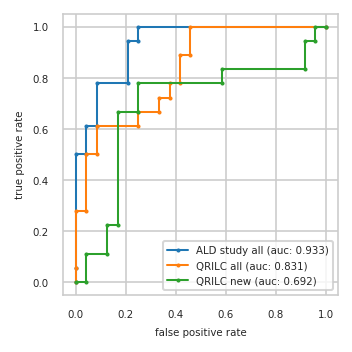 1.0
0.8
0.6
0.4
0.2
0.0
true positive rate
ALD study all (auc: 0.933)
QRILC all (auc: 0.831)
QRILC new (auc: 0.692)
0.0 0.2 0.4 0.6 0.8 1.0
false positive rate